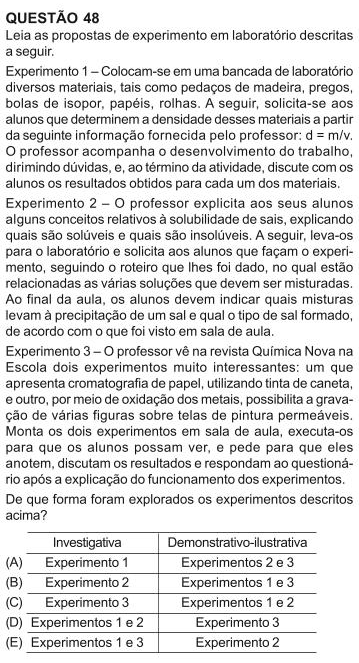 QUESTÃO 48
Leia as propostas de experimento em laboratório descritas
a seguir.
Experimento 1 – Colocam-se em uma bancada de laboratório
diversos materiais, tais como pedaços de madeira, pregos,
bolas de isopor, papéis, rolhas. A seguir, solicita-se aos
alunos que determinem a densidade desses materiais a partir
da seguinte informação fornecida pelo professor: d = m/v.
O professor acompanha o desenvolvimento do trabalho,
dirimindo dúvidas, e, ao término da atividade, discute com os
alunos os resultados obtidos para cada um dos materiais.
Experimento 2 – O professor explicita aos seus alunos
alguns conceitos relativos à solubilidade de sais, explicando
quais são solúveis e quais são insolúveis. A seguir, leva-os
para o laboratório e solicita aos alunos que façam o experi-
mento, seguindo o roteiro que lhes foi dado, no qual estão
relacionadas as várias soluções que devem ser misturadas.
Ao final da aula, os alunos devem indicar quais misturas
levam à precipitação de um sal e qual o tipo de sal formado,
de acordo com o que foi visto em sala de aula.
Experimento 3 – O professor vê na revista Química Nova na
Escola dois experimentos muito interessantes: um que
apresenta cromatografia de papel, utilizando tinta de caneta,
e outro, por meio de oxidação dos metais, possibilita a grava-
ção de várias figuras sobre telas de pintura permeáveis.
Monta os dois experimentos em sala de aula, executa-os
para que os alunos possam ver, e pede para que eles
anotem, discutam os resultados e respondam ao questioná-
rio após a explicação do funcionamento dos experimentos.
De que forma foram explorados os experimentos descritos
acima?
Investigativa Demonstrativo-ilustrativa
(A) Experimento 1 Experimentos 2 e 3
(B) Experimento 2 Experimentos 1 e 3
(C) Experimento 3 Experimentos 1 e 2
(D) Experimentos 1 e 2 Experimento 3
(E) Experimentos 1 e 3 Experimento 2